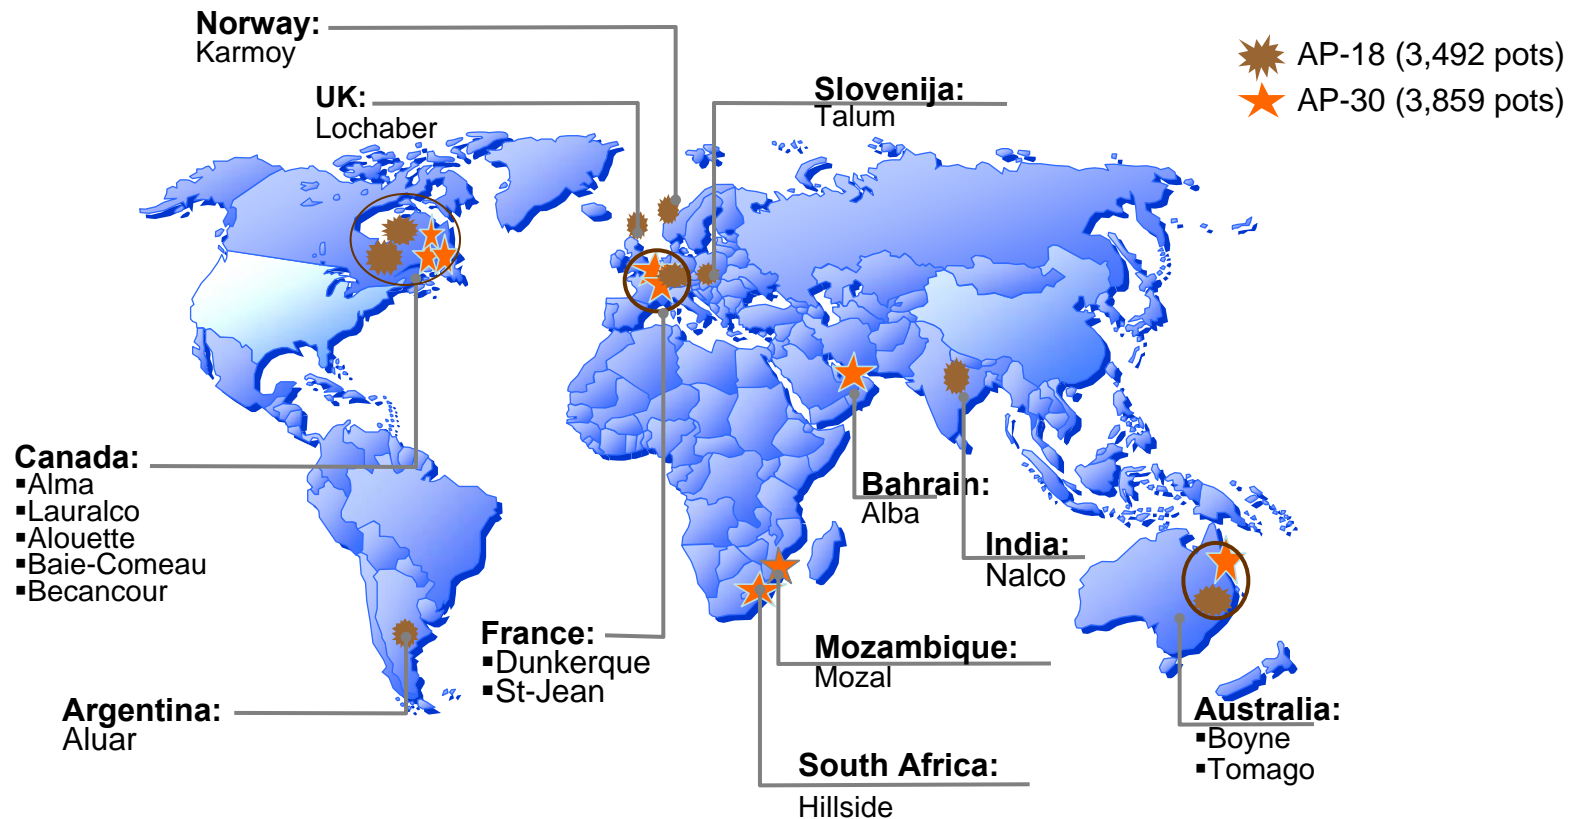 Norway:
Karmoy
AP-18 (3,492 pots)
AP-30 (3,859 pots)
UK:
Lochaber
Slovenija:
Talum
Canada:
▪Alma
▪Lauralco
▪Alouette
▪Baie-Comeau
▪Becancour
Bahrain:
Alba
India:
Nalco
France:
▪Dunkerque
▪St-Jean
Mozambique:
Mozal
Argentina:
Aluar
Australia:
▪Boyne
▪Tomago
South Africa:
Hillside